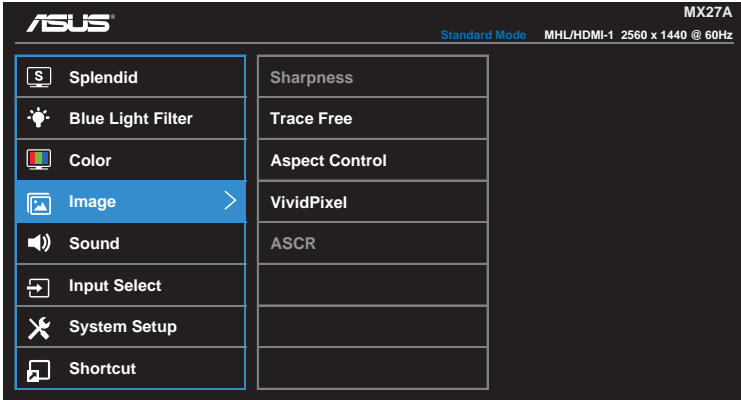 ASUS
MX27A
Standard Mode MHL/HDMI-1 2560 x 1440 @ 60Hz
S Splendid
Blue Light Filter
Color
Image
Sound
Input Select
System Setup
Shortcut
Sharpness
Trace Free
Aspect Control
VividPixel
ASCR